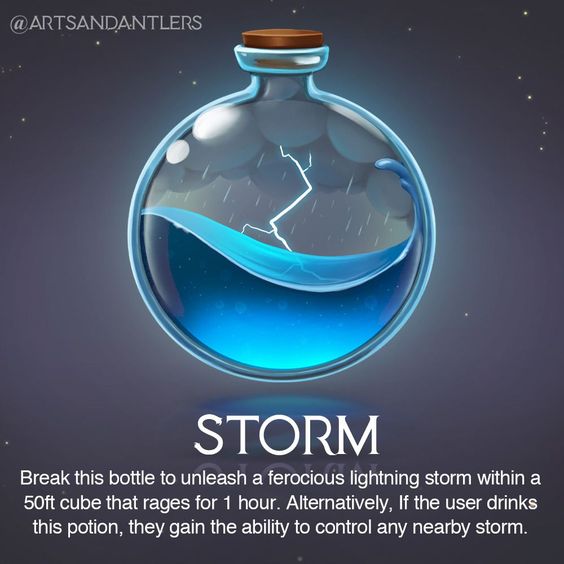 @ARTSANDANTLERS
STORM
Break this bottle to unleash a ferocious lightning storm within a
50ft cube that rages for 1 hour. Alternatively, If the user drinks
this potion, they gain the ability to control any nearby storm.